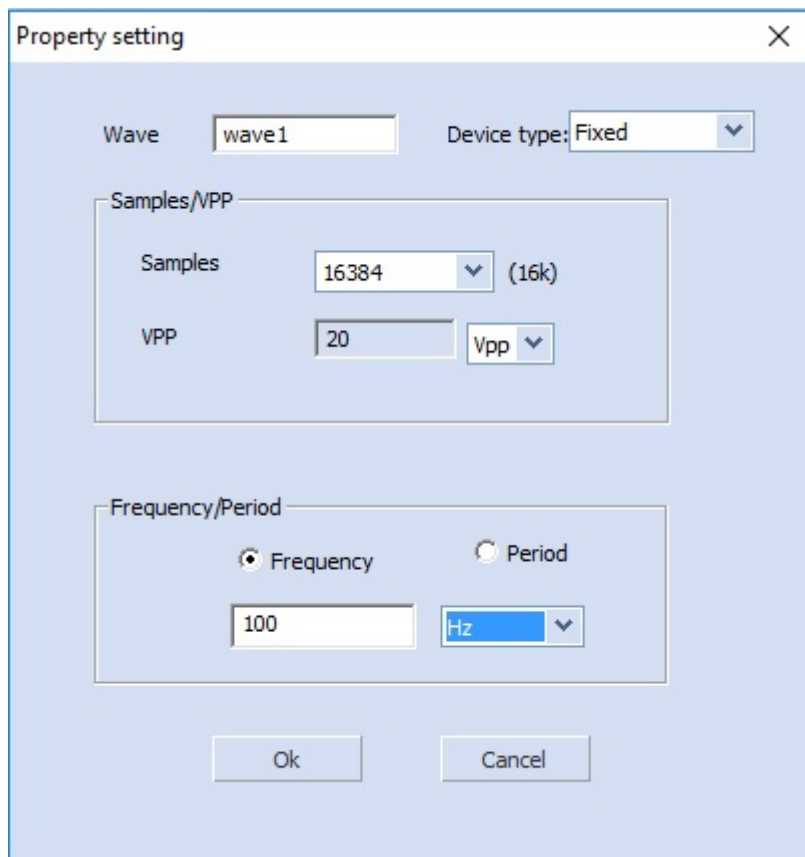 Property setting
Wave wave1 Device type: Fixed
Samples/VPP
Samples 16384 (16k)
VPP 20 Vpp
Frequency/Period
Frequency Period
100 Hz
Ok Cancel